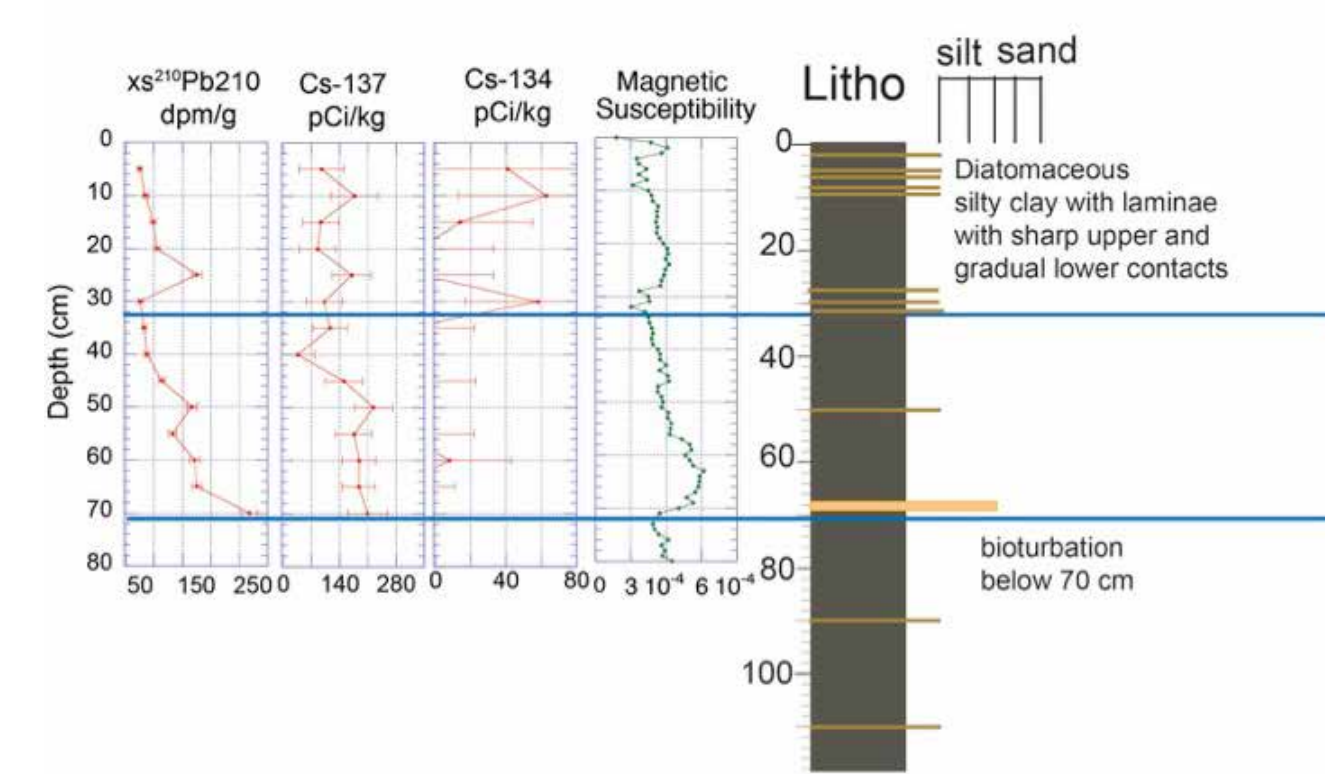 xs²¹⁰Pb210
dpm/g
Cs-137
pCi/kg
Cs-134
pCi/kg
Magnetic
Susceptibility
Litho
silt sand
Depth (cm)
0
10
20
30
40
50
60
70
80
50 150 250
0 140 280
0 40 80
0 3 10⁻⁴ 6 10⁻⁴
0
20
40
60
80
100
Diatomaceous
silty clay with laminae
with sharp upper and
gradual lower contacts
bioturbation
below 70 cm